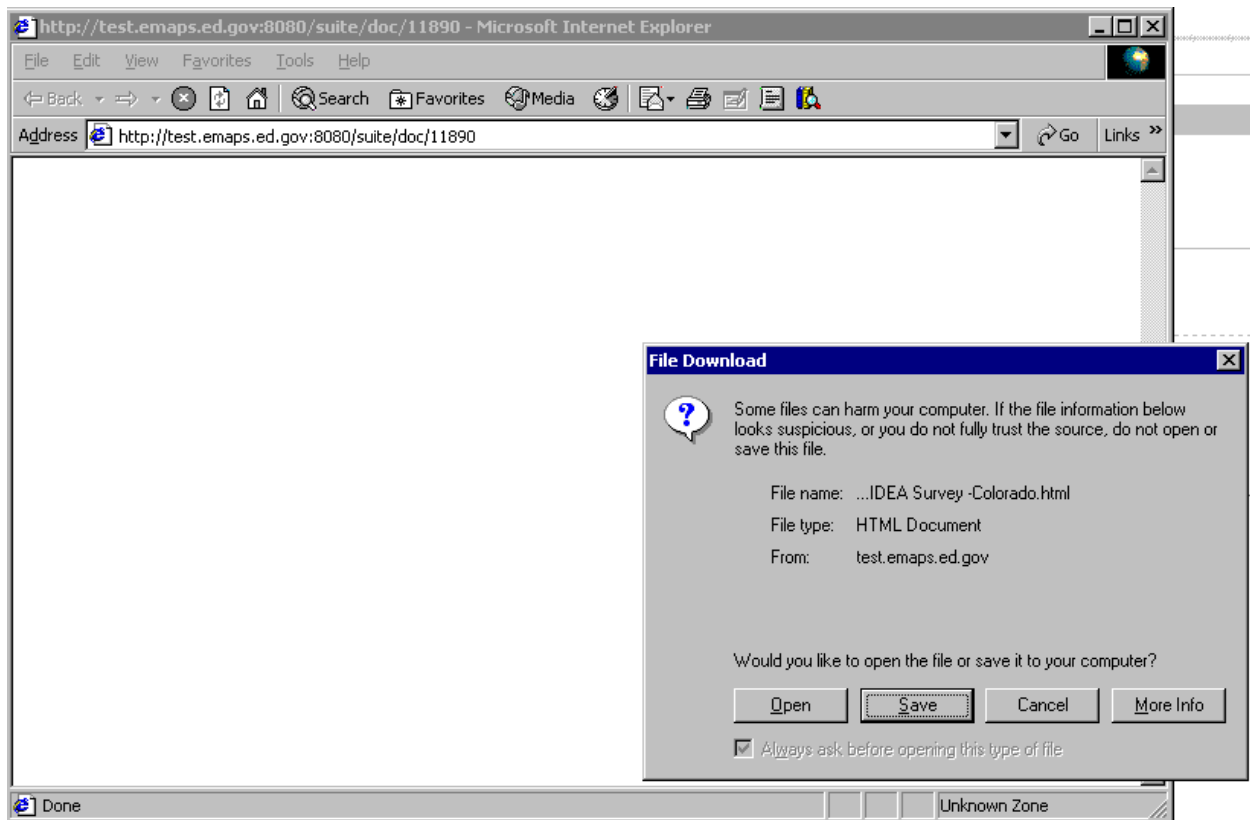 http://test.emaps.ed.gov:8080/suite/doc/11890 - Microsoft Internet Explorer
File Edit View Favorites Tools Help
Back Search Favorites Media
Address http://test.emaps.ed.gov:8080/suite/doc/11890 Go Links »
File Download
Some files can harm your computer. If the file information below
looks suspicious, or you do not fully trust the source, do not open or
save this file.
File name: ...IDEA Survey -Colorado.html
File type: HTML Document
From: test.emaps.ed.gov
Would you like to open the file or save it to your computer?
Open Save Cancel More Info
Always ask before opening this type of file
Done Unknown Zone